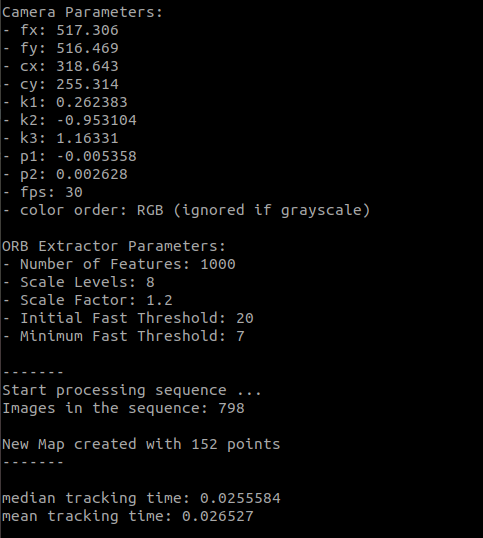 Camera Parameters:
- fx: 517.306
- fy: 516.469
- cx: 318.643
- cy: 255.314
- k1: 0.262383
- k2: -0.953104
- k3: 1.16331
- p1: -0.005358
- p2: 0.002628
- fps: 30
- color order: RGB (ignored if grayscale)
ORB Extractor Parameters:
- Number of Features: 1000
- Scale Levels: 8
- Scale Factor: 1.2
- Initial Fast Threshold: 20
- Minimum Fast Threshold: 7
-------
Start processing sequence ...
Images in the sequence: 798
New Map created with 152 points
-------
median tracking time: 0.0255584
mean tracking time: 0.026527